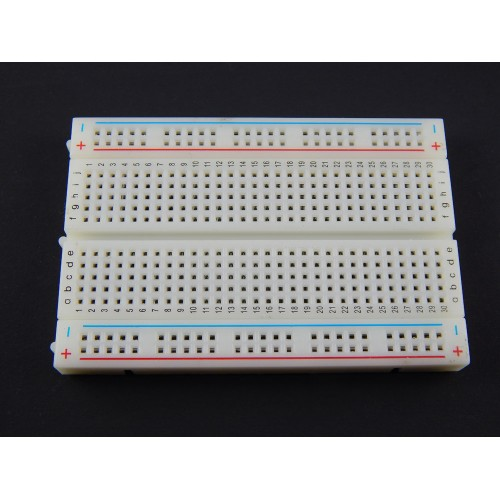 − −
+ +
1 2 3 4 5 6 7 8 9 10 11 12 13 14 15 16 17 18 19 20 21 22 23 24 25 26 27 28 29 30
j j
i i
h h
g g
f f
e e
d d
c c
b b
a a
1 2 3 4 5 6 7 8 9 10 11 12 13 14 15 16 17 18 19 20 21 22 23 24 25 26 27 28 29 30
− −
+ +